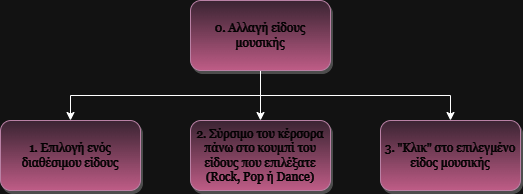 0. Αλλαγή είδους
μουσικής
1. Επιλογή ενός
διαθέσιμου είδους
2. Σύρσιμο του κέρσορα
πάνω στο κουμπί του
είδους που επιλέξατε
(Rock, Pop ή Dance)
3. "Κλικ" στο επιλεγμένο
είδος μουσικής